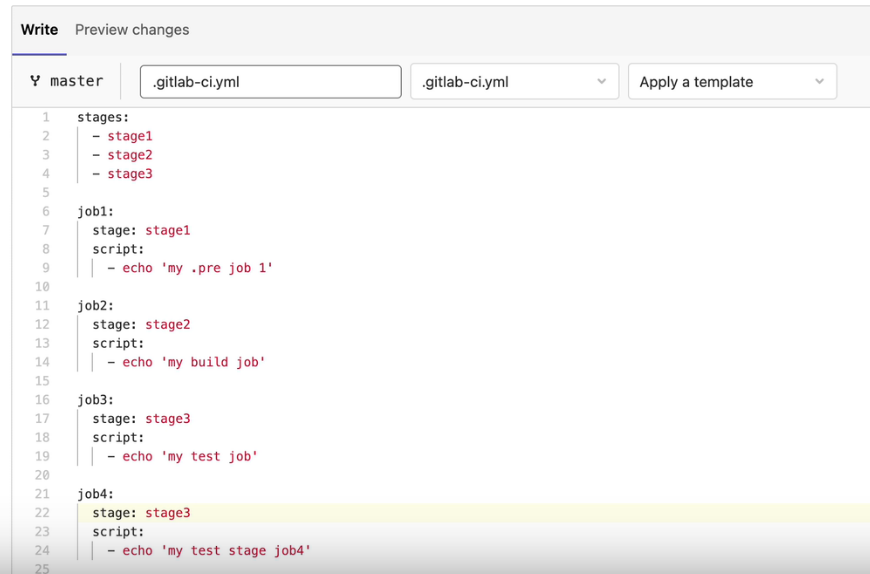 Write Preview changes
master .gitlab-ci.yml .gitlab-ci.yml Apply a template
1 stages:
2 - stage1
3 - stage2
4 - stage3
5
6 job1:
7 stage: stage1
8 script:
9 - echo 'my .pre job 1'
10
11 job2:
12 stage: stage2
13 script:
14 - echo 'my build job'
15
16 job3:
17 stage: stage3
18 script:
19 - echo 'my test job'
20
21 job4:
22 stage: stage3
23 script:
24 - echo 'my test stage job4'
25